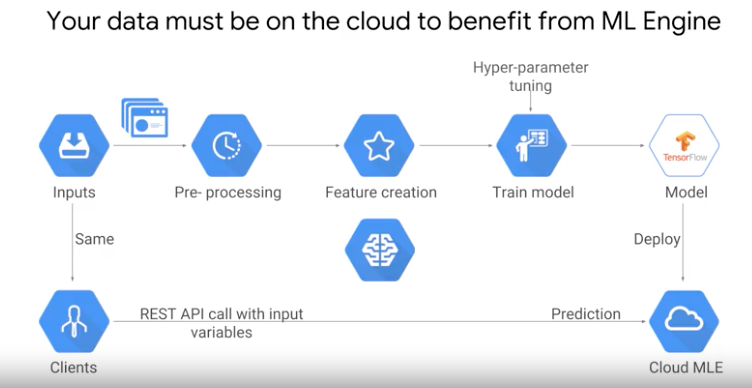 Your data must be on the cloud to benefit from ML Engine
Hyper-parameter
tuning
TensorFlow
Inputs
Pre- processing
Feature creation
Train model
Model
Same
Deploy
REST API call with input
variables
Prediction
Clients
Cloud MLE